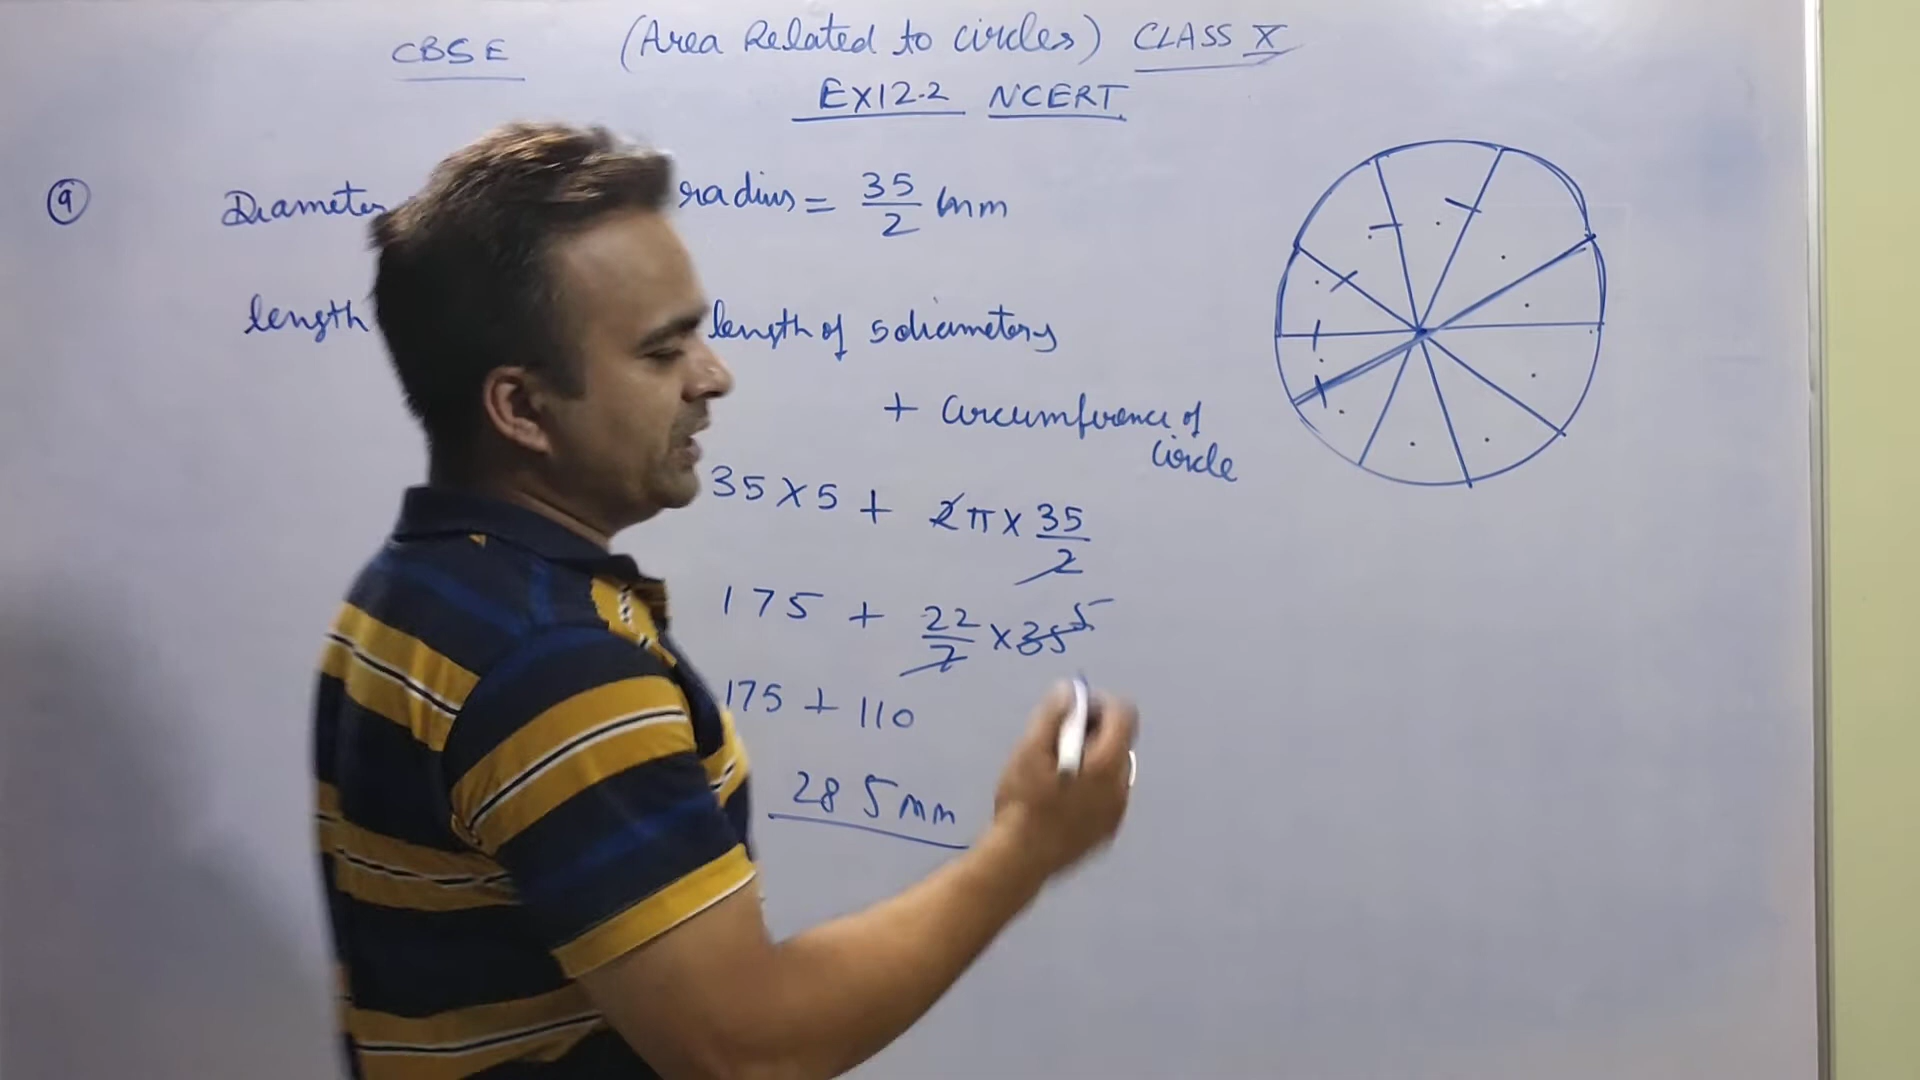 CBSE (Area Related to circles) CLASS X
EX12.2 NCERT
9 Diameter radius = 35/2 mm
length length of 5 diameters
+ circumference of
circle
35 × 5 + 2π × 35/2
175 + 22/7 × 35 5
175 + 110
285 mm